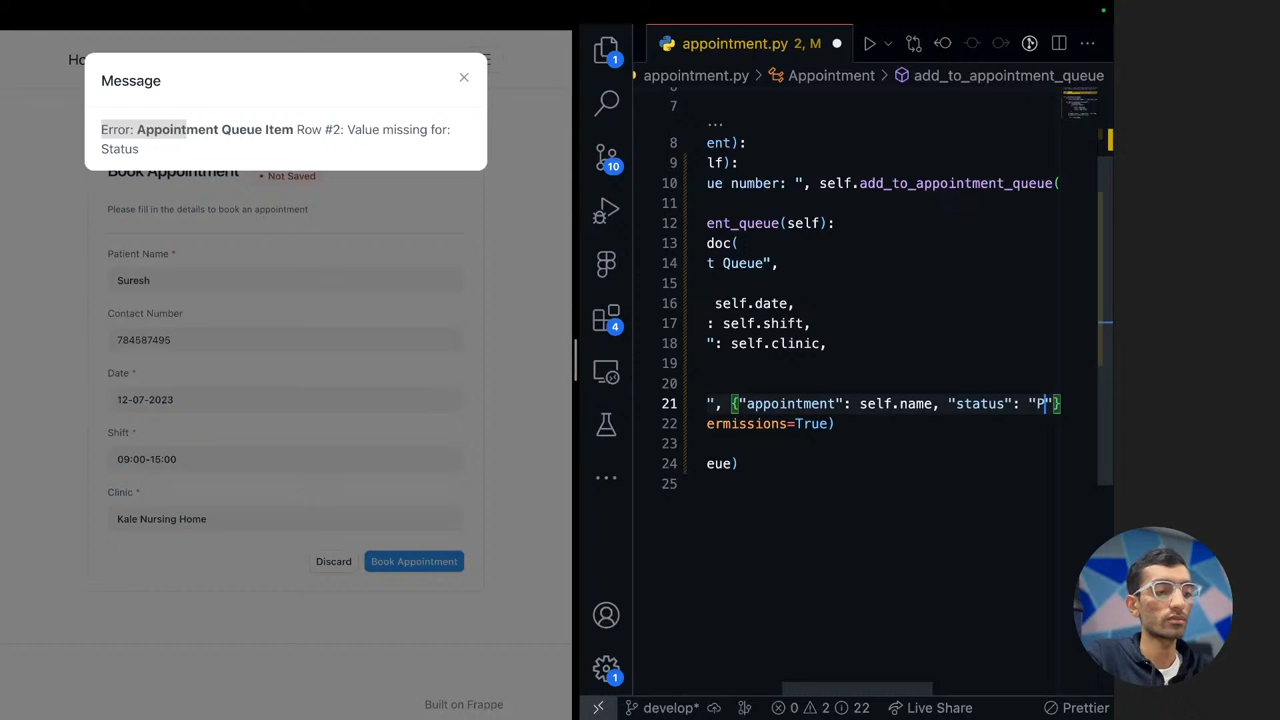 Ho
Message
Error: Appointment Queue Item Row #2: Value missing for:
Status
Book Appointment
• Not Saved
Please fill in the details to book an appointment
Patient Name *
Suresh
Contact Number
784587495
Date *
12-07-2023
Shift *
09:00-15:00
Clinic *
Kale Nursing Home
Discard
Book Appointment
Built on Frappe
1
10
4
1
appointment.py 2, M
appointment.py > Appointment > add_to_appointment_queue
7
...
8 ent):
9 lf):
10 ue number: ", self.add_to_appointment_queue(
11
12 ent_queue(self):
13 doc(
14 t Queue",
15
16 self.date,
17 : self.shift,
18 ": self.clinic,
19
20
21 ", {"appointment": self.name, "status": "P"}
22 ermissions=True)
23
24 eue)
25
develop* 0 2 22 Live Share Prettier